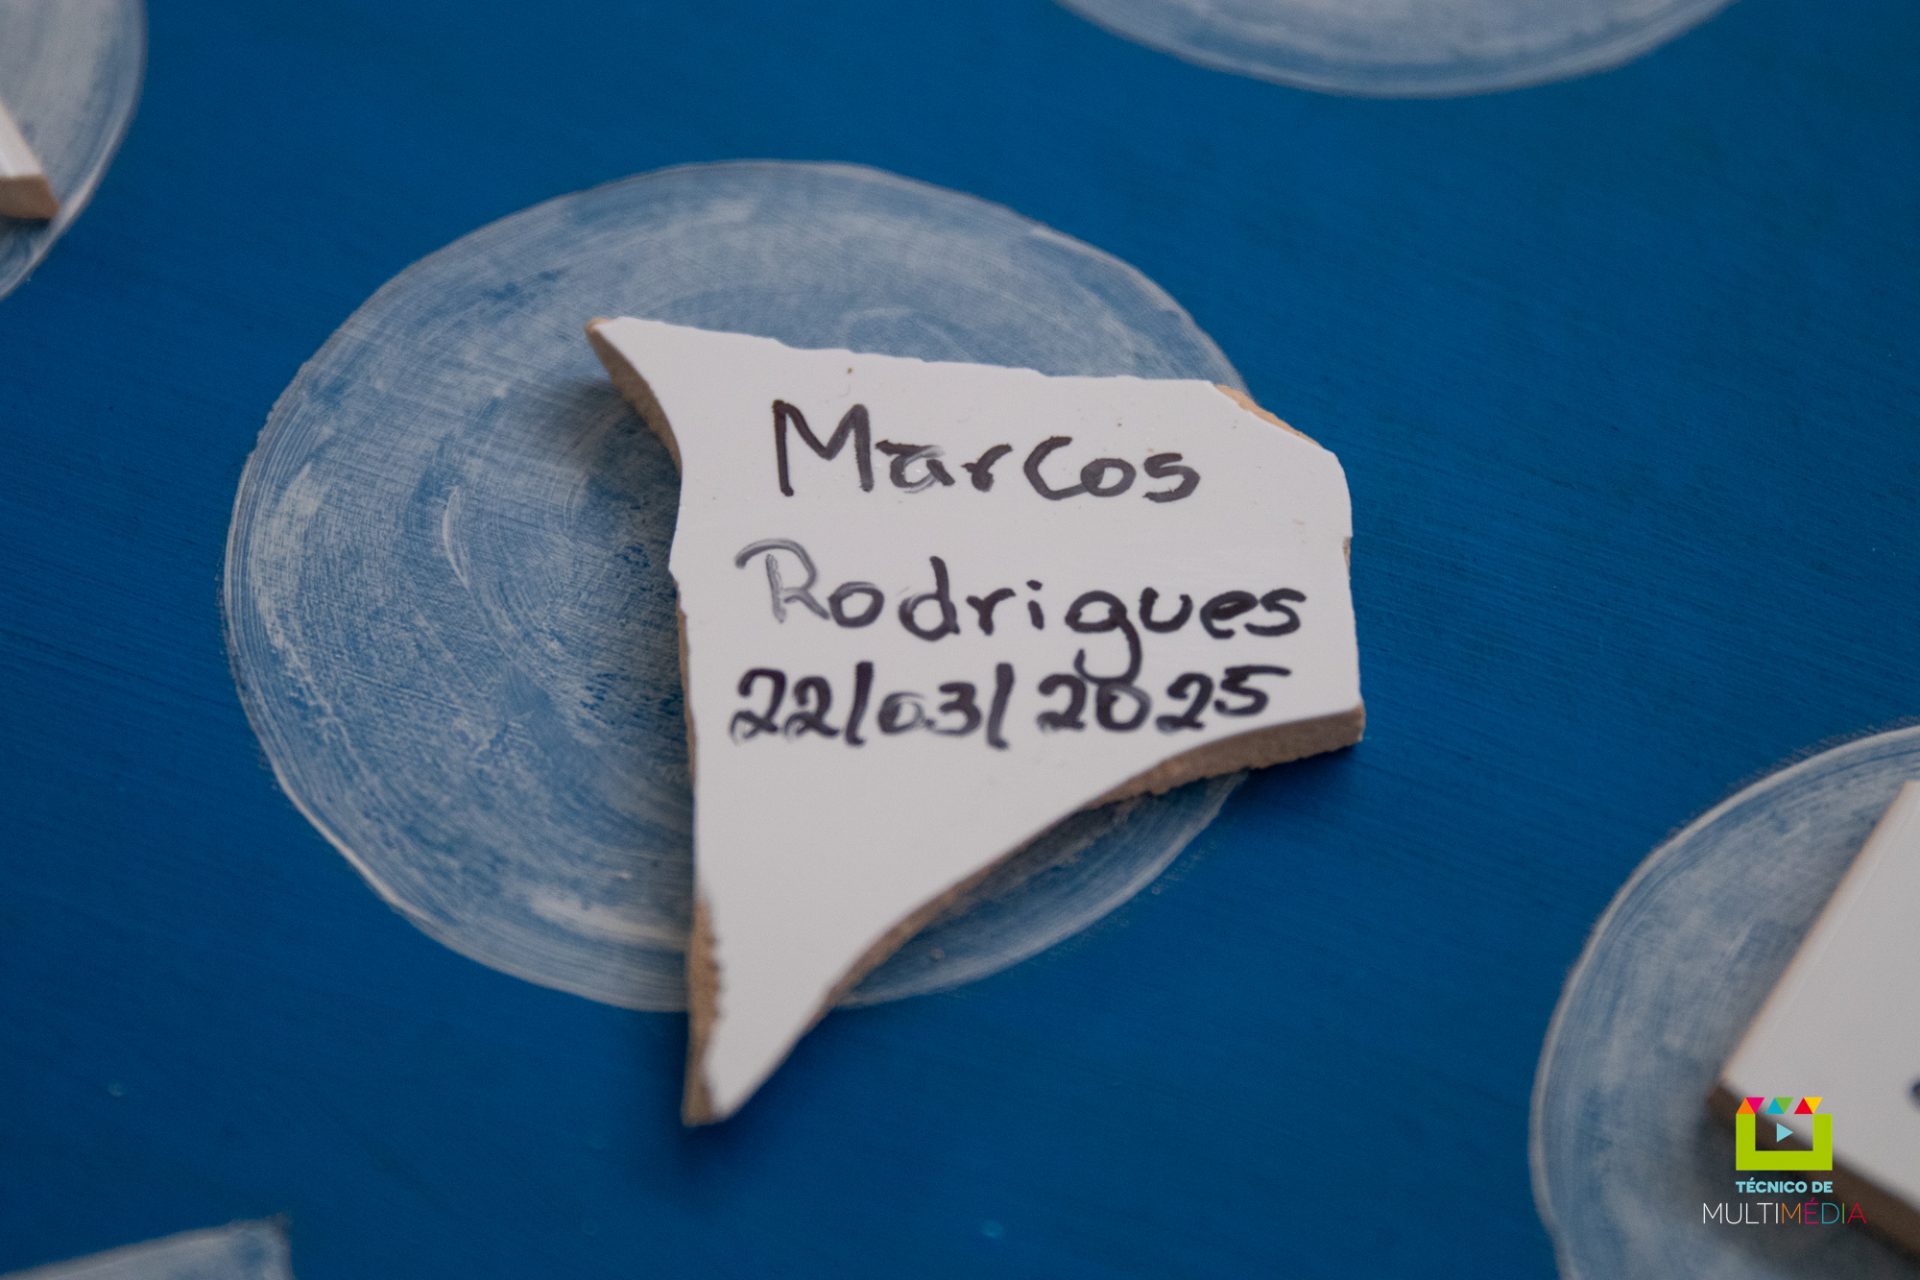 Marcos
Rodrigues
22/03/2025
TÉCNICO DE
MULTIMÉDIA